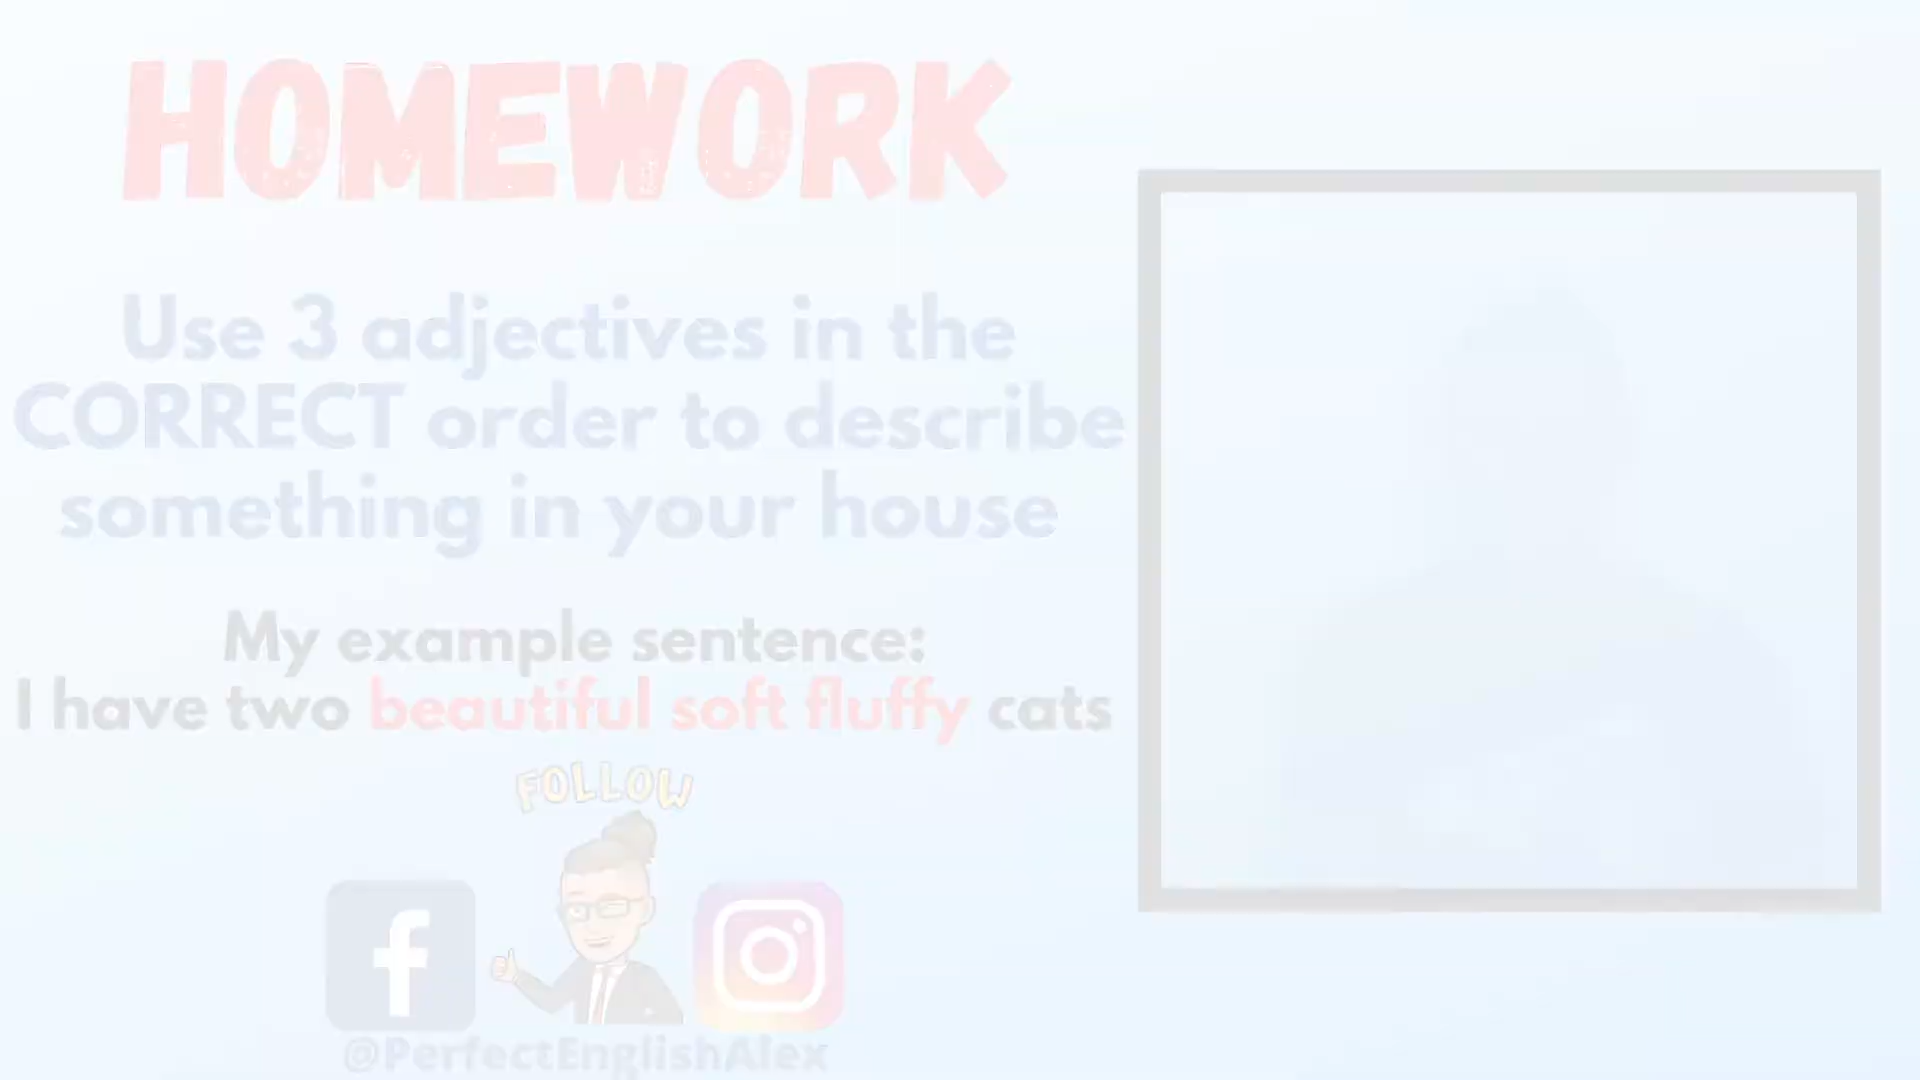 HOMEWORK
Use 3 adjectives in the
CORRECT order to describe
something in your house
My example sentence:
I have two beautiful soft fluffy cats
FOLLOW
@PerfectEnglishAlex